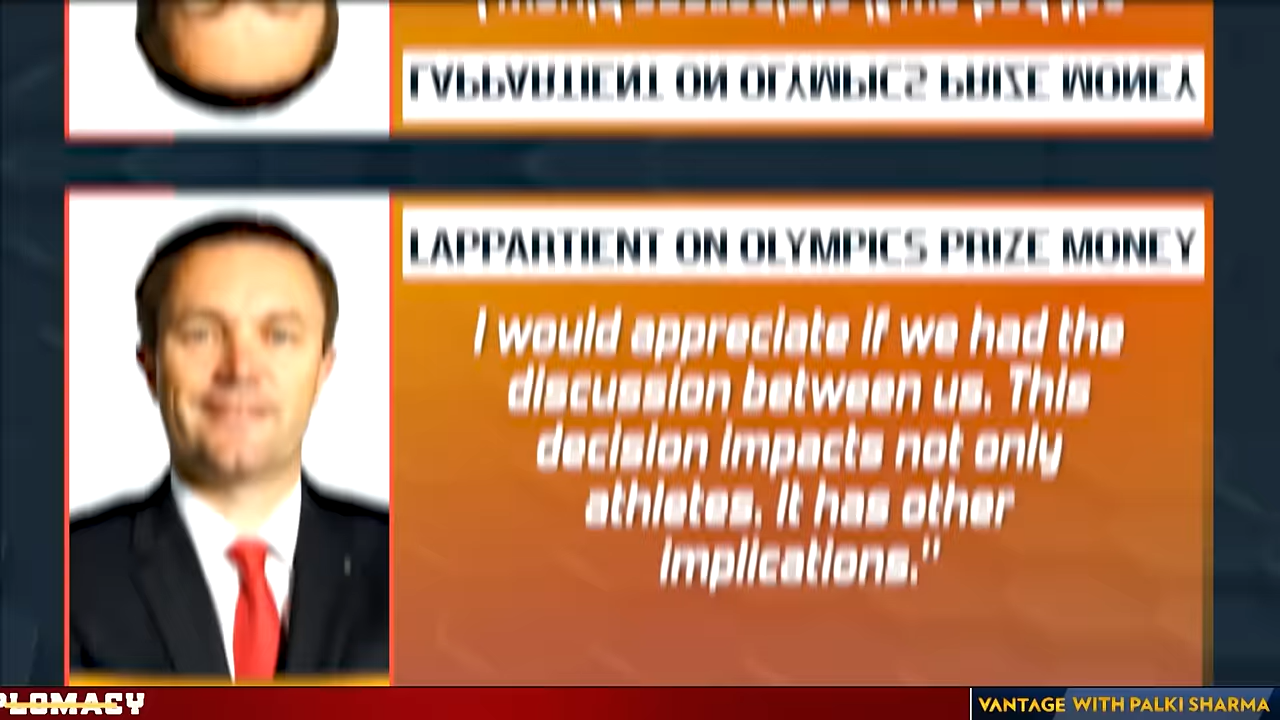 LAPPARTIENT ON OLYMPICS PRIZE MONEY
LAPPARTIENT ON OLYMPICS PRIZE MONEY
I would appreciate if we had the
discussion between us. This
decision impacts not only
athletes. It has other
implications."
PLOMACY
VANTAGE WITH PALKI SHARMA